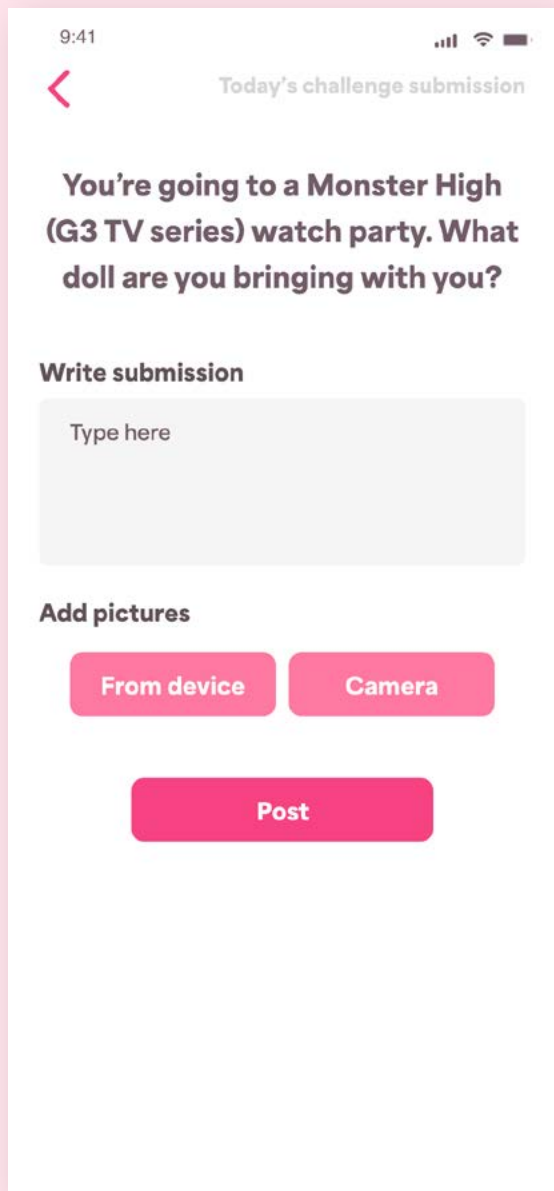 9:41
Today’s challenge submission
You’re going to a Monster High
(G3 TV series) watch party. What
doll are you bringing with you?
Write submission
Type here
Add pictures
From device
Camera
Post